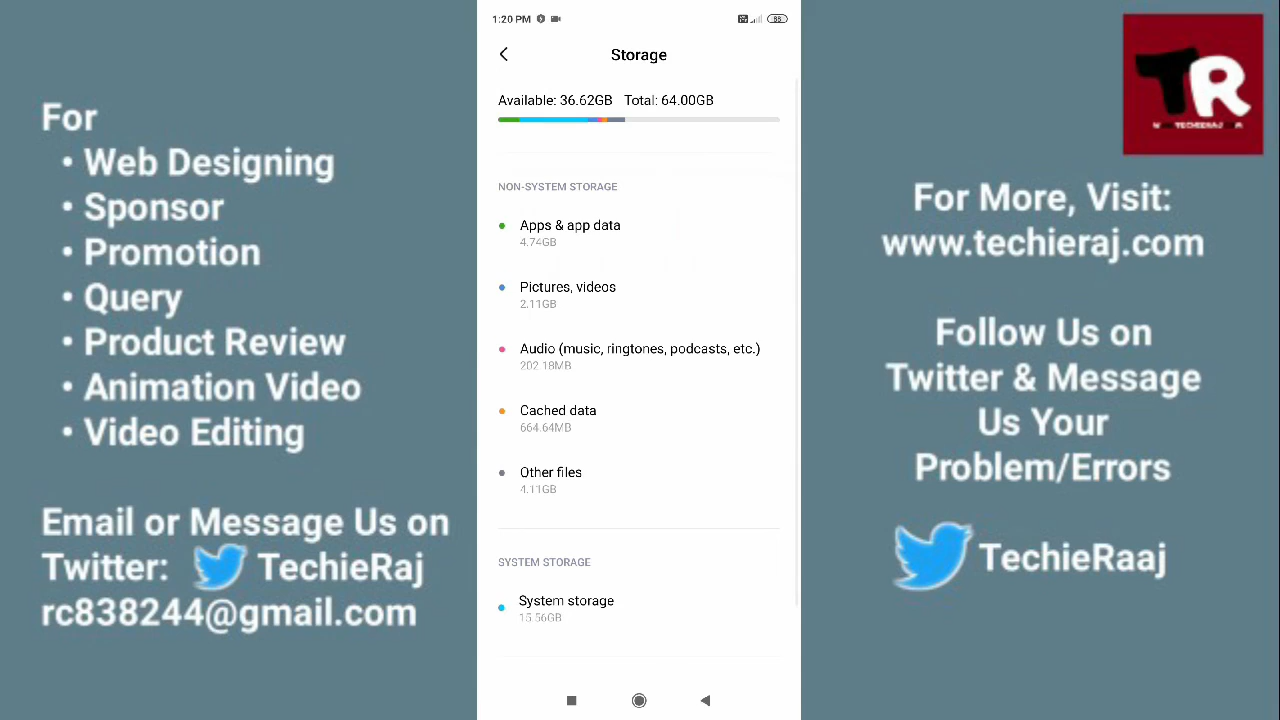 For
• Web Designing
• Sponsor
• Promotion
• Query
• Product Review
• Animation Video
• Video Editing
Email or Message Us on
Twitter: TechieRaj
rc838244@gmail.com
1:20 PM
88
Storage
Available: 36.62GB Total: 64.00GB
NON-SYSTEM STORAGE
Apps & app data
4.74GB
Pictures, videos
2.11GB
Audio (music, ringtones, podcasts, etc.)
202.18MB
Cached data
664.64MB
Other files
4.11GB
SYSTEM STORAGE
System storage
15.56GB
TR
For More, Visit:
www.techieraj.com
Follow Us on
Twitter & Message
Us Your
Problem/Errors
TechieRaaj